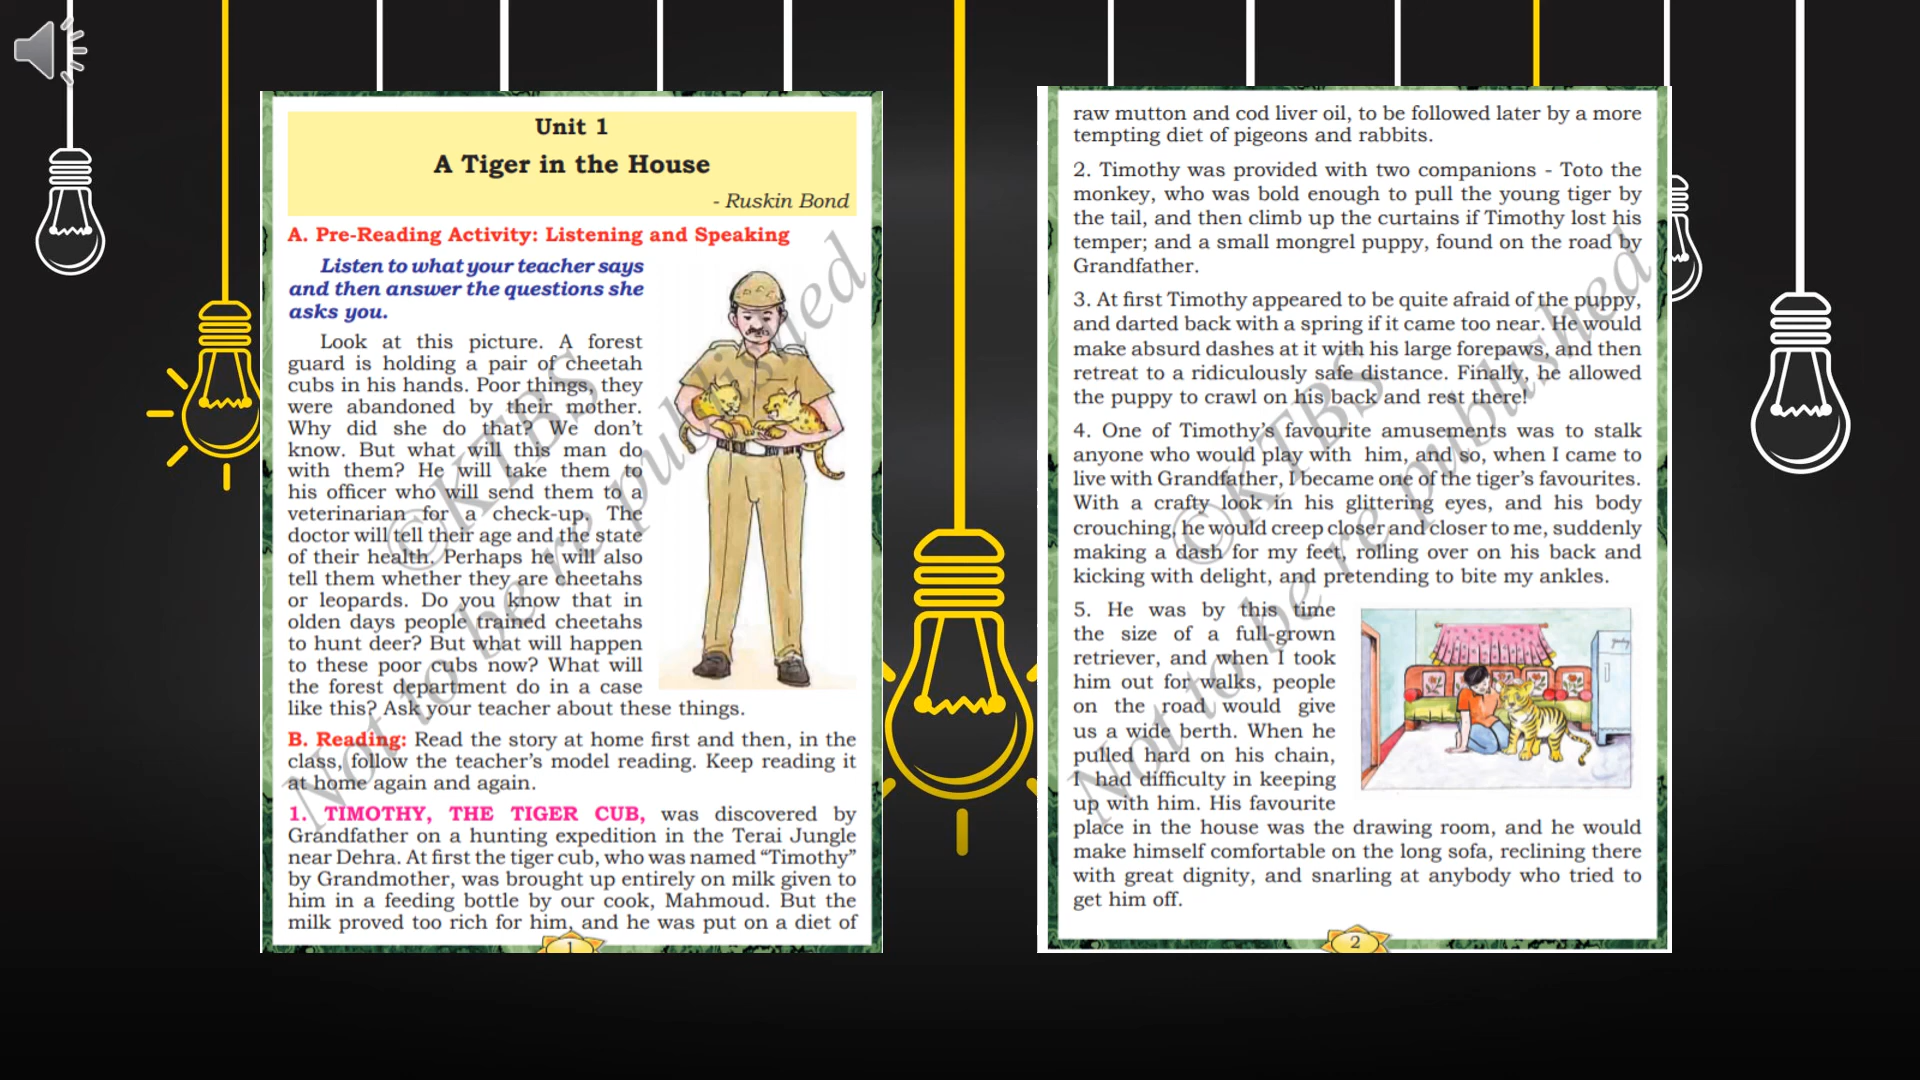 Unit 1
A Tiger in the House
- Ruskin Bond
A. Pre-Reading Activity: Listening and Speaking
Listen to what your teacher says
and then answer the questions she
asks you.
Look at this picture. A forest
guard is holding a pair of cheetah
cubs in his hands. Poor things, they
were abandoned by their mother.
Why did she do that? We don't
know. But what will this man do
with them? He will take them to
his officer who will send them to a
veterinarian for a check-up. The
doctor will tell their age and the state
of their health. Perhaps he will also
tell them whether they are cheetahs
or leopards. Do you know that in
olden days people trained cheetahs
to hunt deer? But what will happen
to these poor cubs now? What will
the forest department do in a case
like this? Ask your teacher about these things.
B. Reading: Read the story at home first and then, in the
class, follow the teacher's model reading. Keep reading it
at home again and again.
1. TIMOTHY, THE TIGER CUB, was discovered by
Grandfather on a hunting expedition in the Terai Jungle
near Dehra. At first the tiger cub, who was named “Timothy”
by Grandmother, was brought up entirely on milk given to
him in a feeding bottle by our cook, Mahmoud. But the
milk proved too rich for him, and he was put on a diet of
1
©KTBS
Not to be re published
raw mutton and cod liver oil, to be followed later by a more
tempting diet of pigeons and rabbits.
2. Timothy was provided with two companions - Toto the
monkey, who was bold enough to pull the young tiger by
the tail, and then climb up the curtains if Timothy lost his
temper; and a small mongrel puppy, found on the road by
Grandfather.
3. At first Timothy appeared to be quite afraid of the puppy,
and darted back with a spring if it came too near. He would
make absurd dashes at it with his large forepaws, and then
retreat to a ridiculously safe distance. Finally, he allowed
the puppy to crawl on his back and rest there!
4. One of Timothy's favourite amusements was to stalk
anyone who would play with him, and so, when I came to
live with Grandfather, I became one of the tiger's favourites.
With a crafty look in his glittering eyes, and his body
crouching, he would creep closer and closer to me, suddenly
making a dash for my feet, rolling over on his back and
kicking with delight, and pretending to bite my ankles.
5. He was by this time
the size of a full-grown
retriever, and when I took
him out for walks, people
on the road would give
us a wide berth. When he
pulled hard on his chain,
I had difficulty in keeping
up with him. His favourite
place in the house was the drawing room, and he would
make himself comfortable on the long sofa, reclining there
with great dignity, and snarling at anybody who tried to
get him off.
2
©KTBS
Not to be re published